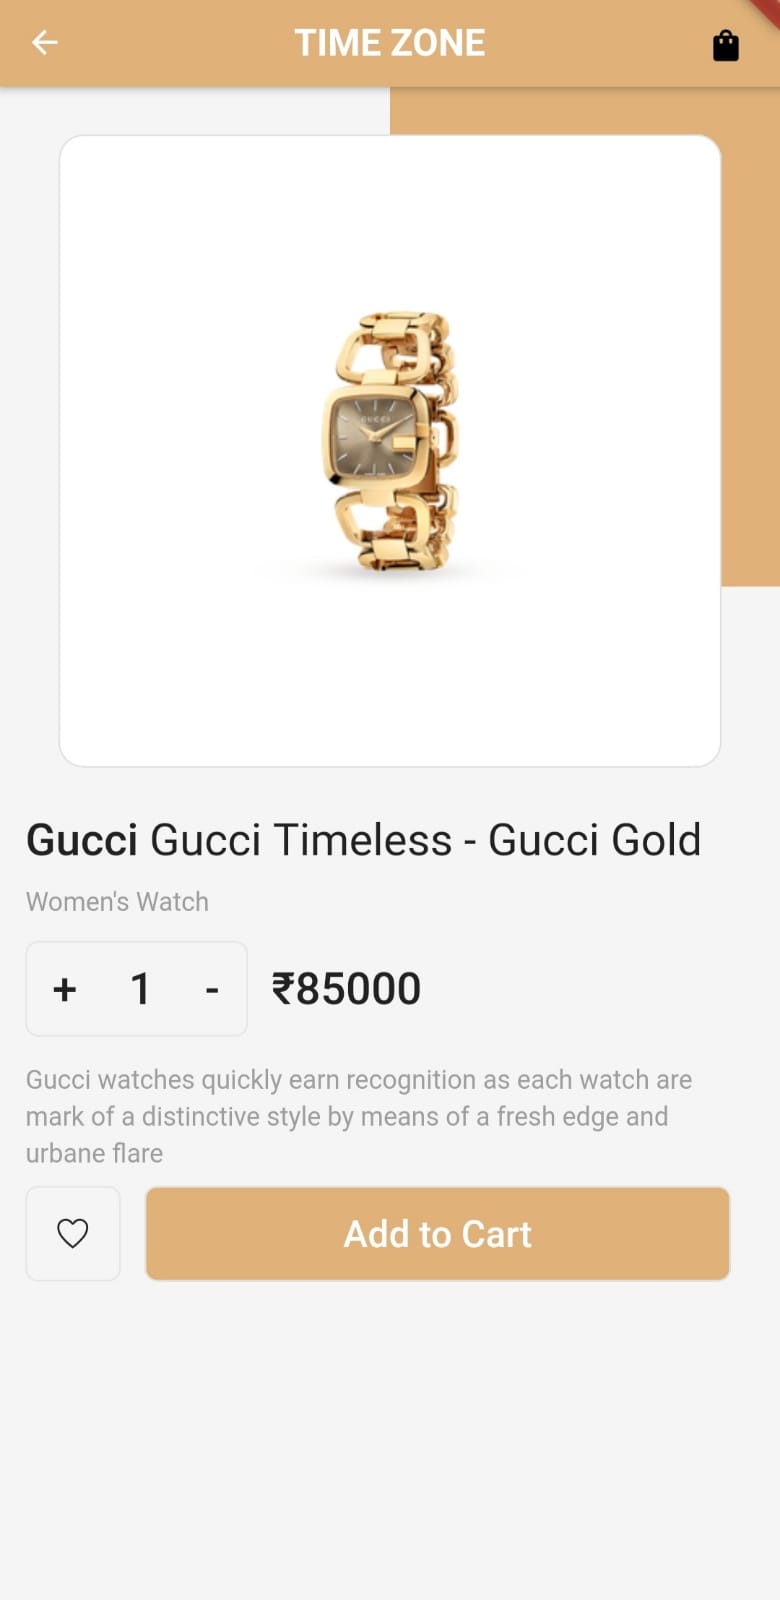 TIME ZONE
GUCCI
Gucci Gucci Timeless - Gucci Gold
Women's Watch
+ 1 - ₹85000
Gucci watches quickly earn recognition as each watch are
mark of a distinctive style by means of a fresh edge and
urbane flare
Add to Cart